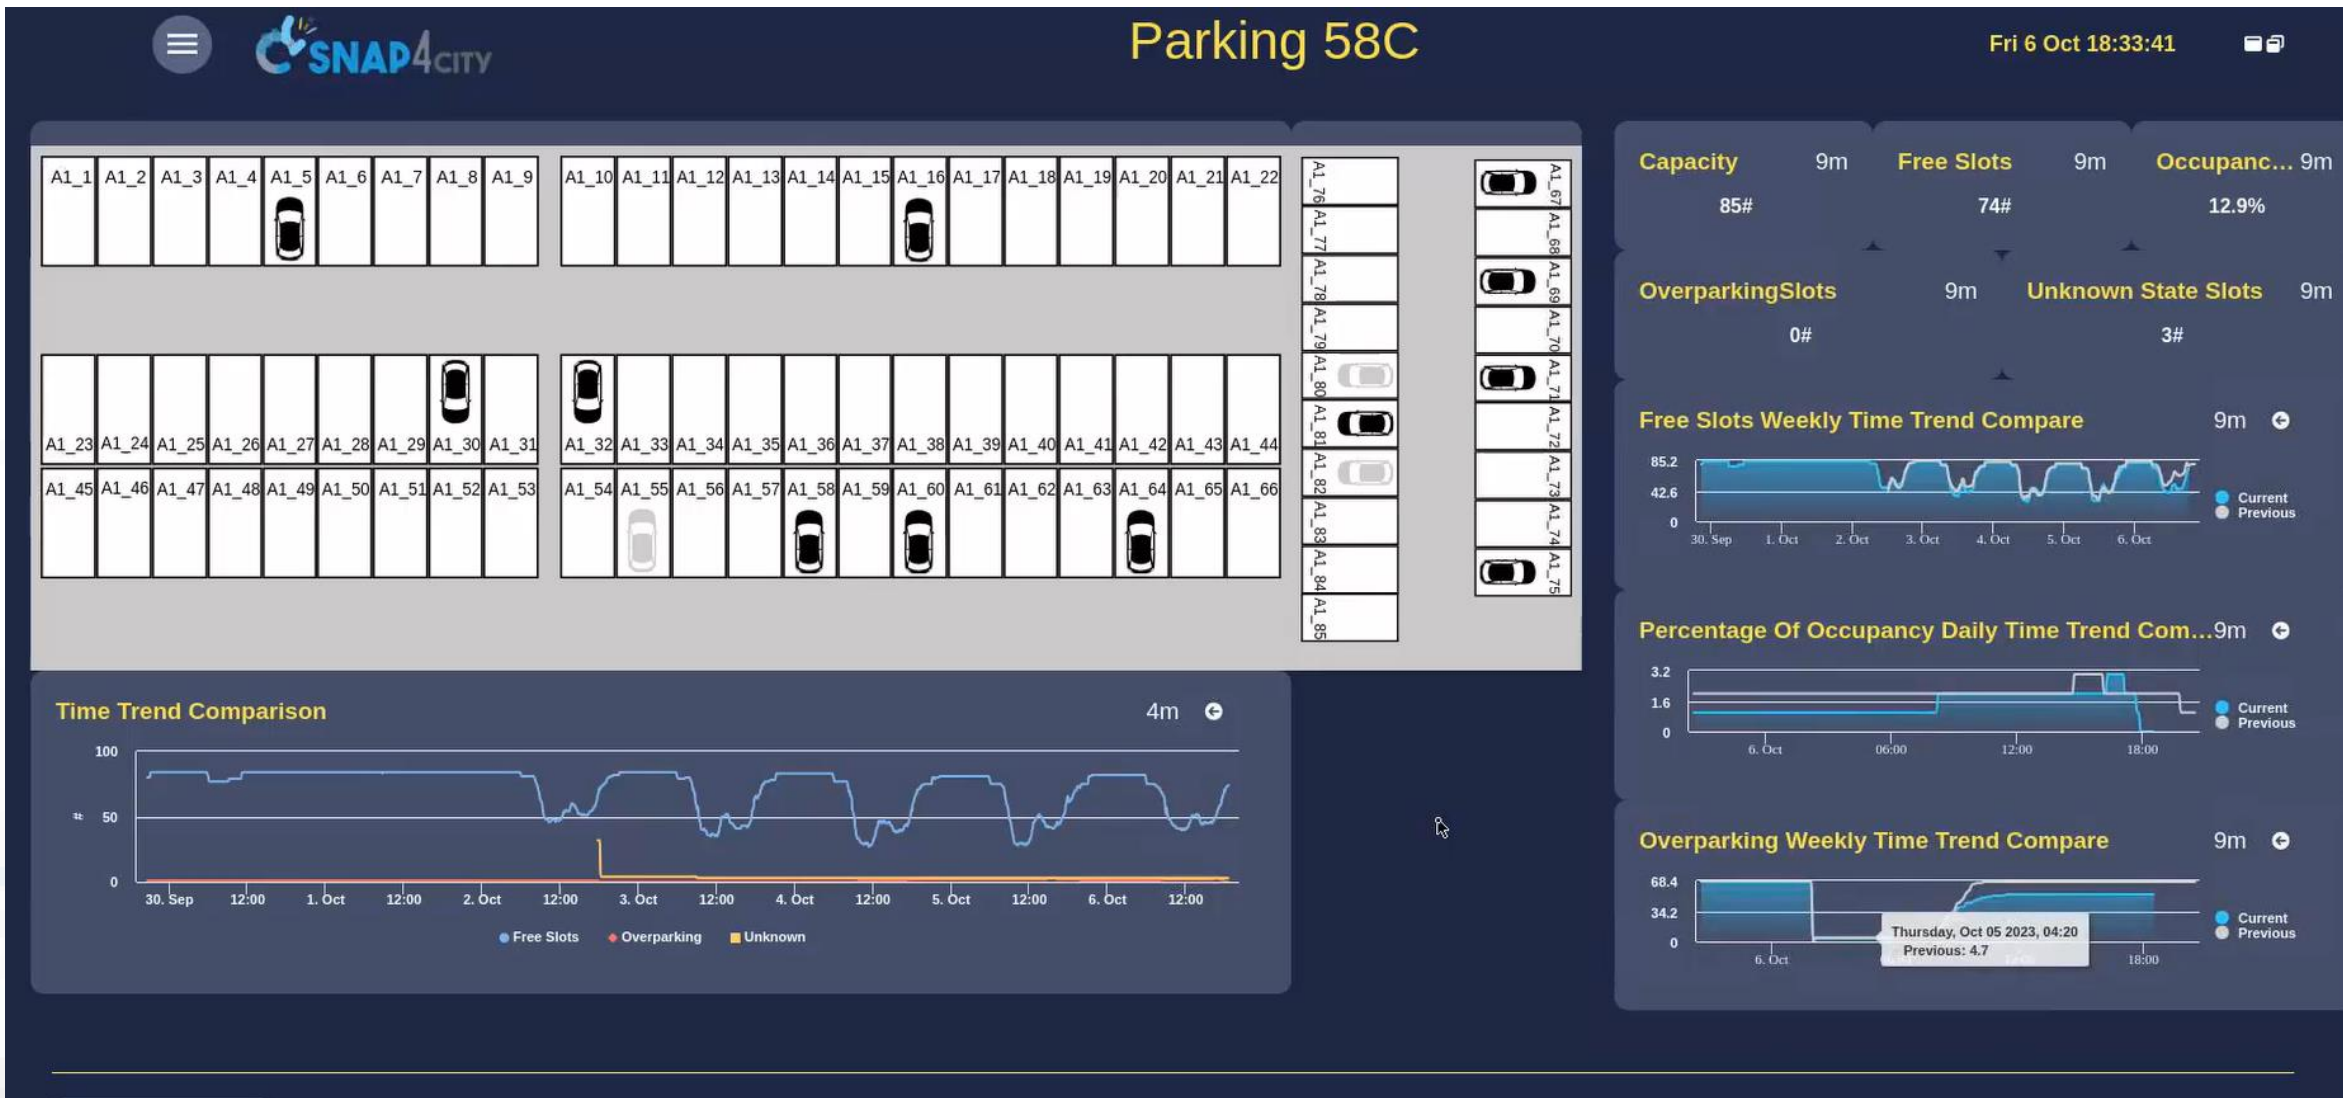 SNAP4CITY
Parking 58C
Fri 6 Oct 18:33:41
A1_1 A1_2 A1_3 A1_4 A1_5 A1_6 A1_7 A1_8 A1_9 A1_10 A1_11 A1_12 A1_13 A1_14 A1_15 A1_16 A1_17 A1_18 A1_19 A1_20 A1_21 A1_22
A1_23 A1_24 A1_25 A1_26 A1_27 A1_28 A1_29 A1_30 A1_31 A1_32 A1_33 A1_34 A1_35 A1_36 A1_37 A1_38 A1_39 A1_40 A1_41 A1_42 A1_43 A1_44
A1_45 A1_46 A1_47 A1_48 A1_49 A1_50 A1_51 A1_52 A1_53 A1_54 A1_55 A1_56 A1_57 A1_58 A1_59 A1_60 A1_61 A1_62 A1_63 A1_64 A1_65 A1_66
A1_76
A1_77
A1_78
A1_79
A1_80
A1_81
A1_82
A1_83
A1_84
A1_85
A1_67
A1_68
A1_69
A1_70
A1_71
A1_72
A1_73
A1_74
A1_75
Capacity 9m
85#
Free Slots 9m
74#
Occupanc... 9m
12.9%
OverparkingSlots 9m
0#
Unknown State Slots 9m
3#
Free Slots Weekly Time Trend Compare 9m
85.2
42.6
0
30. Sep 1. Oct 2. Oct 3. Oct 4. Oct 5. Oct 6. Oct
Current
Previous
Percentage Of Occupancy Daily Time Trend Com... 9m
3.2
1.6
0
6. Oct 06:00 12:00 18:00
Current
Previous
Overparking Weekly Time Trend Compare 9m
68.4
34.2
0
6. Oct 18:00
Thursday, Oct 05 2023, 04:20
Previous: 4.7
Current
Previous
Time Trend Comparison 4m
100
50
0
#
30. Sep 12:00 1. Oct 12:00 2. Oct 12:00 3. Oct 12:00 4. Oct 12:00 5. Oct 12:00 6. Oct 12:00
Free Slots Overparking Unknown